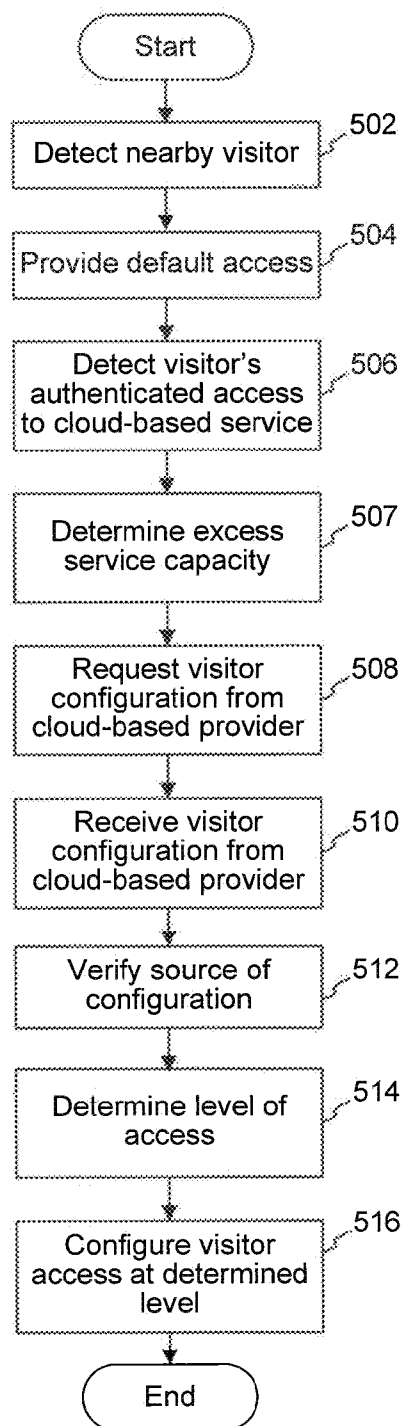 Start
502
Detect nearby visitor
504
Provide default access
506
Detect visitor's
authenticated access
to cloud-based service
507
Determine excess
service capacity
508
Request visitor
configuration from
cloud-based provider
510
Receive visitor
configuration from
cloud-based provider
512
Verify source of
configuration
514
Determine level of
access
516
Configure visitor
access at determined
level
End